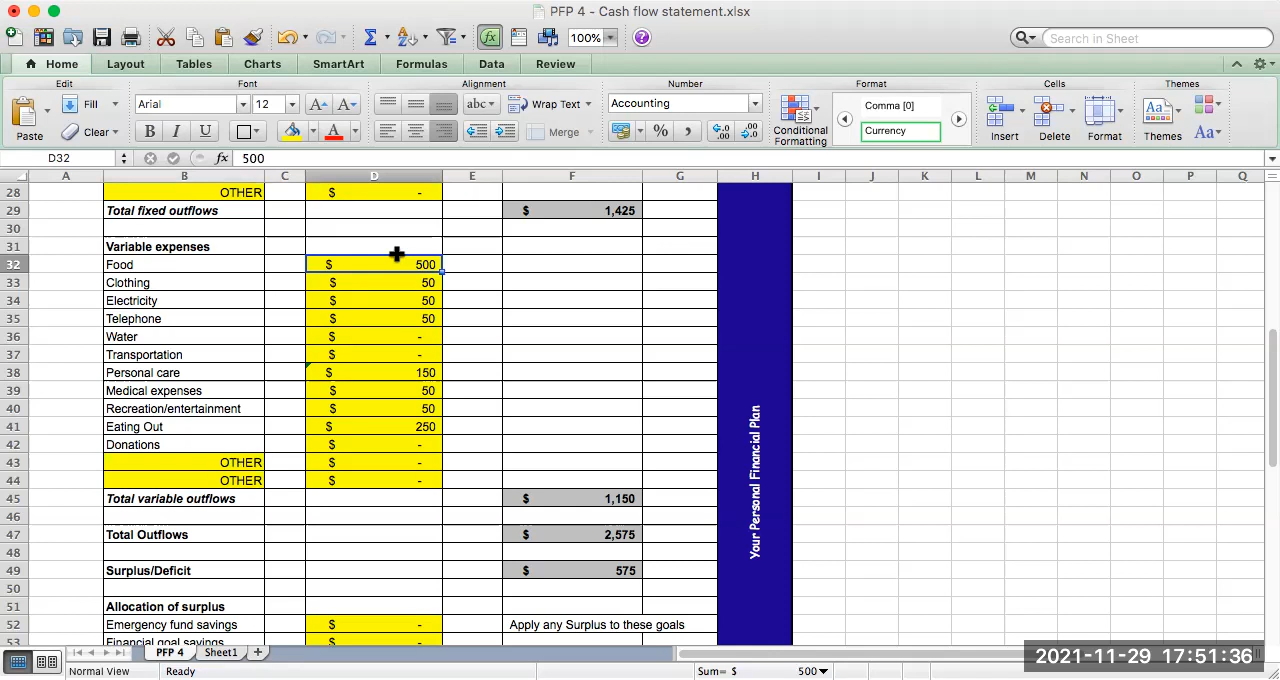 PFP 4 - Cash flow statement.xlsx
100%
Search in Sheet
Home Layout Tables Charts SmartArt Formulas Data Review
Edit Font Alignment Number Format Cells Themes
Fill Arial 12 A A abc Wrap Text Accounting Comma [0]
Paste Clear B I U A Merge % Conditional Formatting Currency Insert Delete Format Themes Aa
D32 fx 500
A B C D E F G H I J K L M N O P Q
28 OTHER $ -
29 Total fixed outflows $ 1,425
30
31 Variable expenses
32 Food $ 500
33 Clothing $ 50
34 Electricity $ 50
35 Telephone $ 50
36 Water $ -
37 Transportation $ -
38 Personal care $ 150
39 Medical expenses $ 50
40 Recreation/entertainment $ 50
41 Eating Out $ 250
42 Donations $ -
43 OTHER $ -
44 OTHER $ -
45 Total variable outflows $ 1,150
46
47 Total Outflows $ 2,575
48
49 Surplus/Deficit $ 575
50
51 Allocation of surplus
52 Emergency fund savings $ - Apply any Surplus to these goals
53 Financial goal savings $ -
Your Personal Financial Plan
PFP 4 Sheet1
2021-11-29 17:51:36
Normal View Ready Sum= $ 500